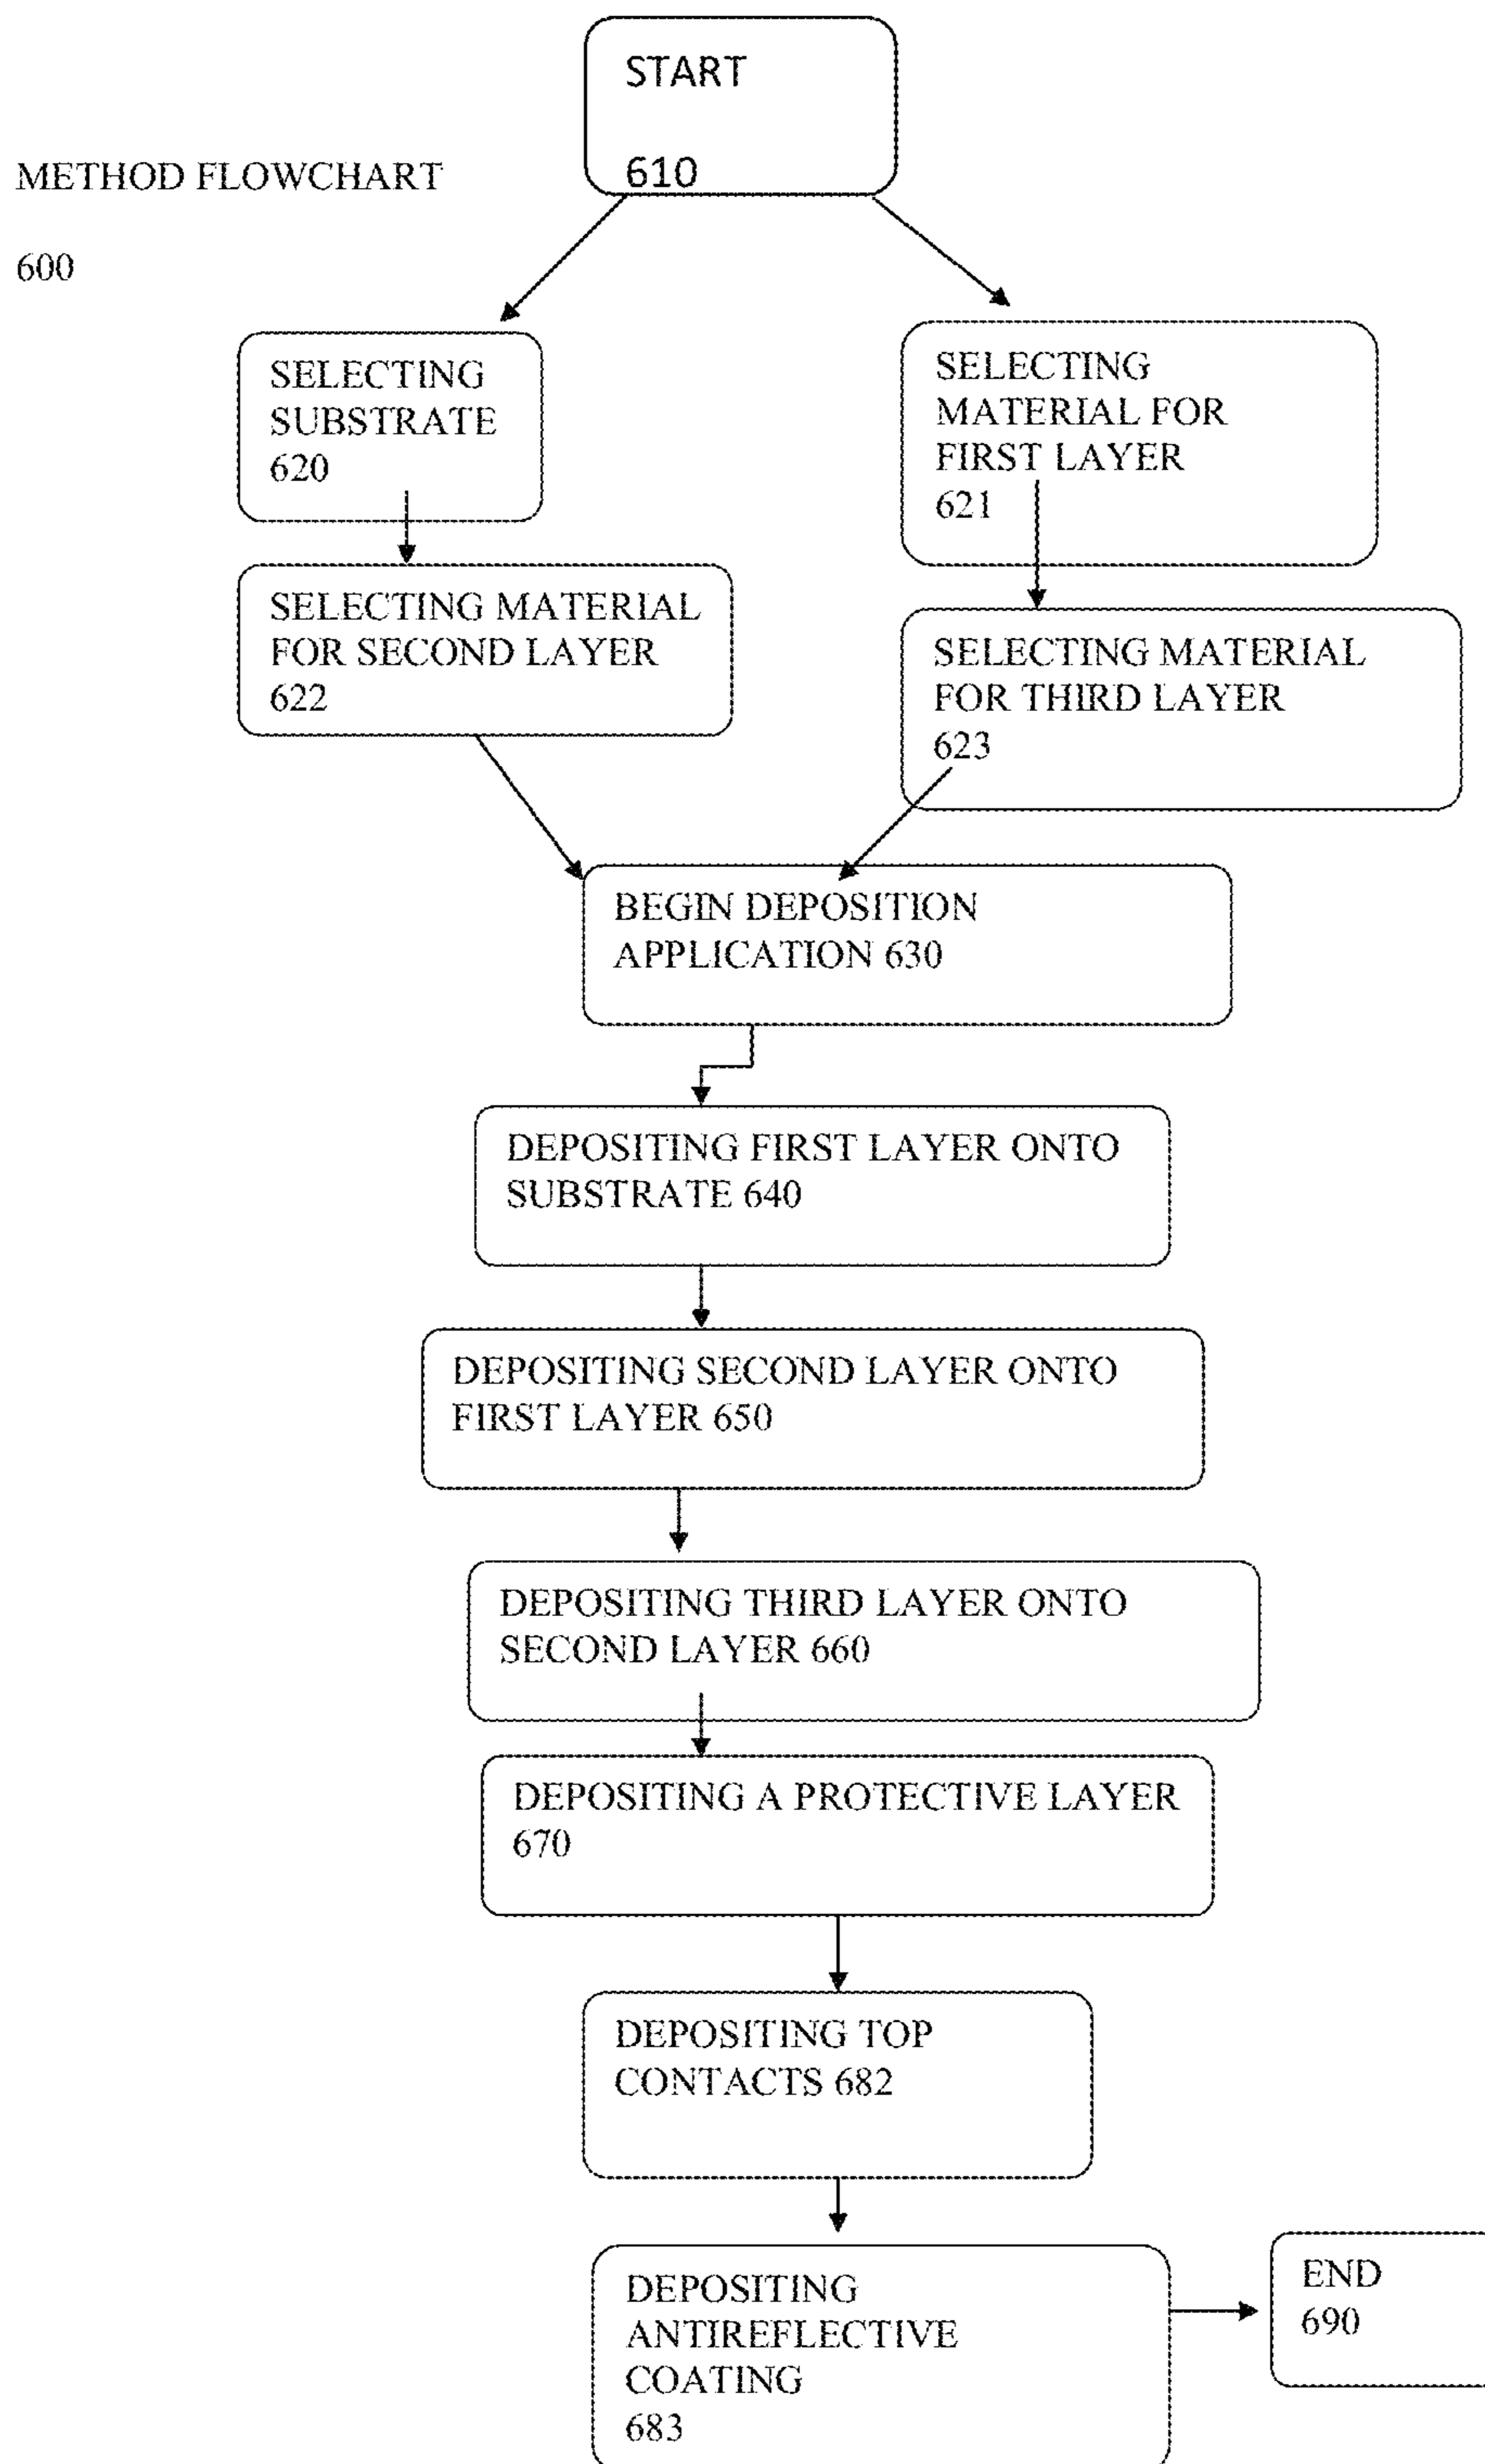 START
610
METHOD FLOWCHART
600
SELECTING
SUBSTRATE
620
SELECTING
MATERIAL FOR
FIRST LAYER
621
SELECTING MATERIAL
FOR SECOND LAYER
622
SELECTING MATERIAL
FOR THIRD LAYER
623
BEGIN DEPOSITION
APPLICATION 630
DEPOSITING FIRST LAYER ONTO
SUBSTRATE 640
DEPOSITING SECOND LAYER ONTO
FIRST LAYER 650
DEPOSITING THIRD LAYER ONTO
SECOND LAYER 660
DEPOSITING A PROTECTIVE LAYER
670
DEPOSITING TOP
CONTACTS 682
DEPOSITING
ANTIREFLECTIVE
COATING
683
END
690